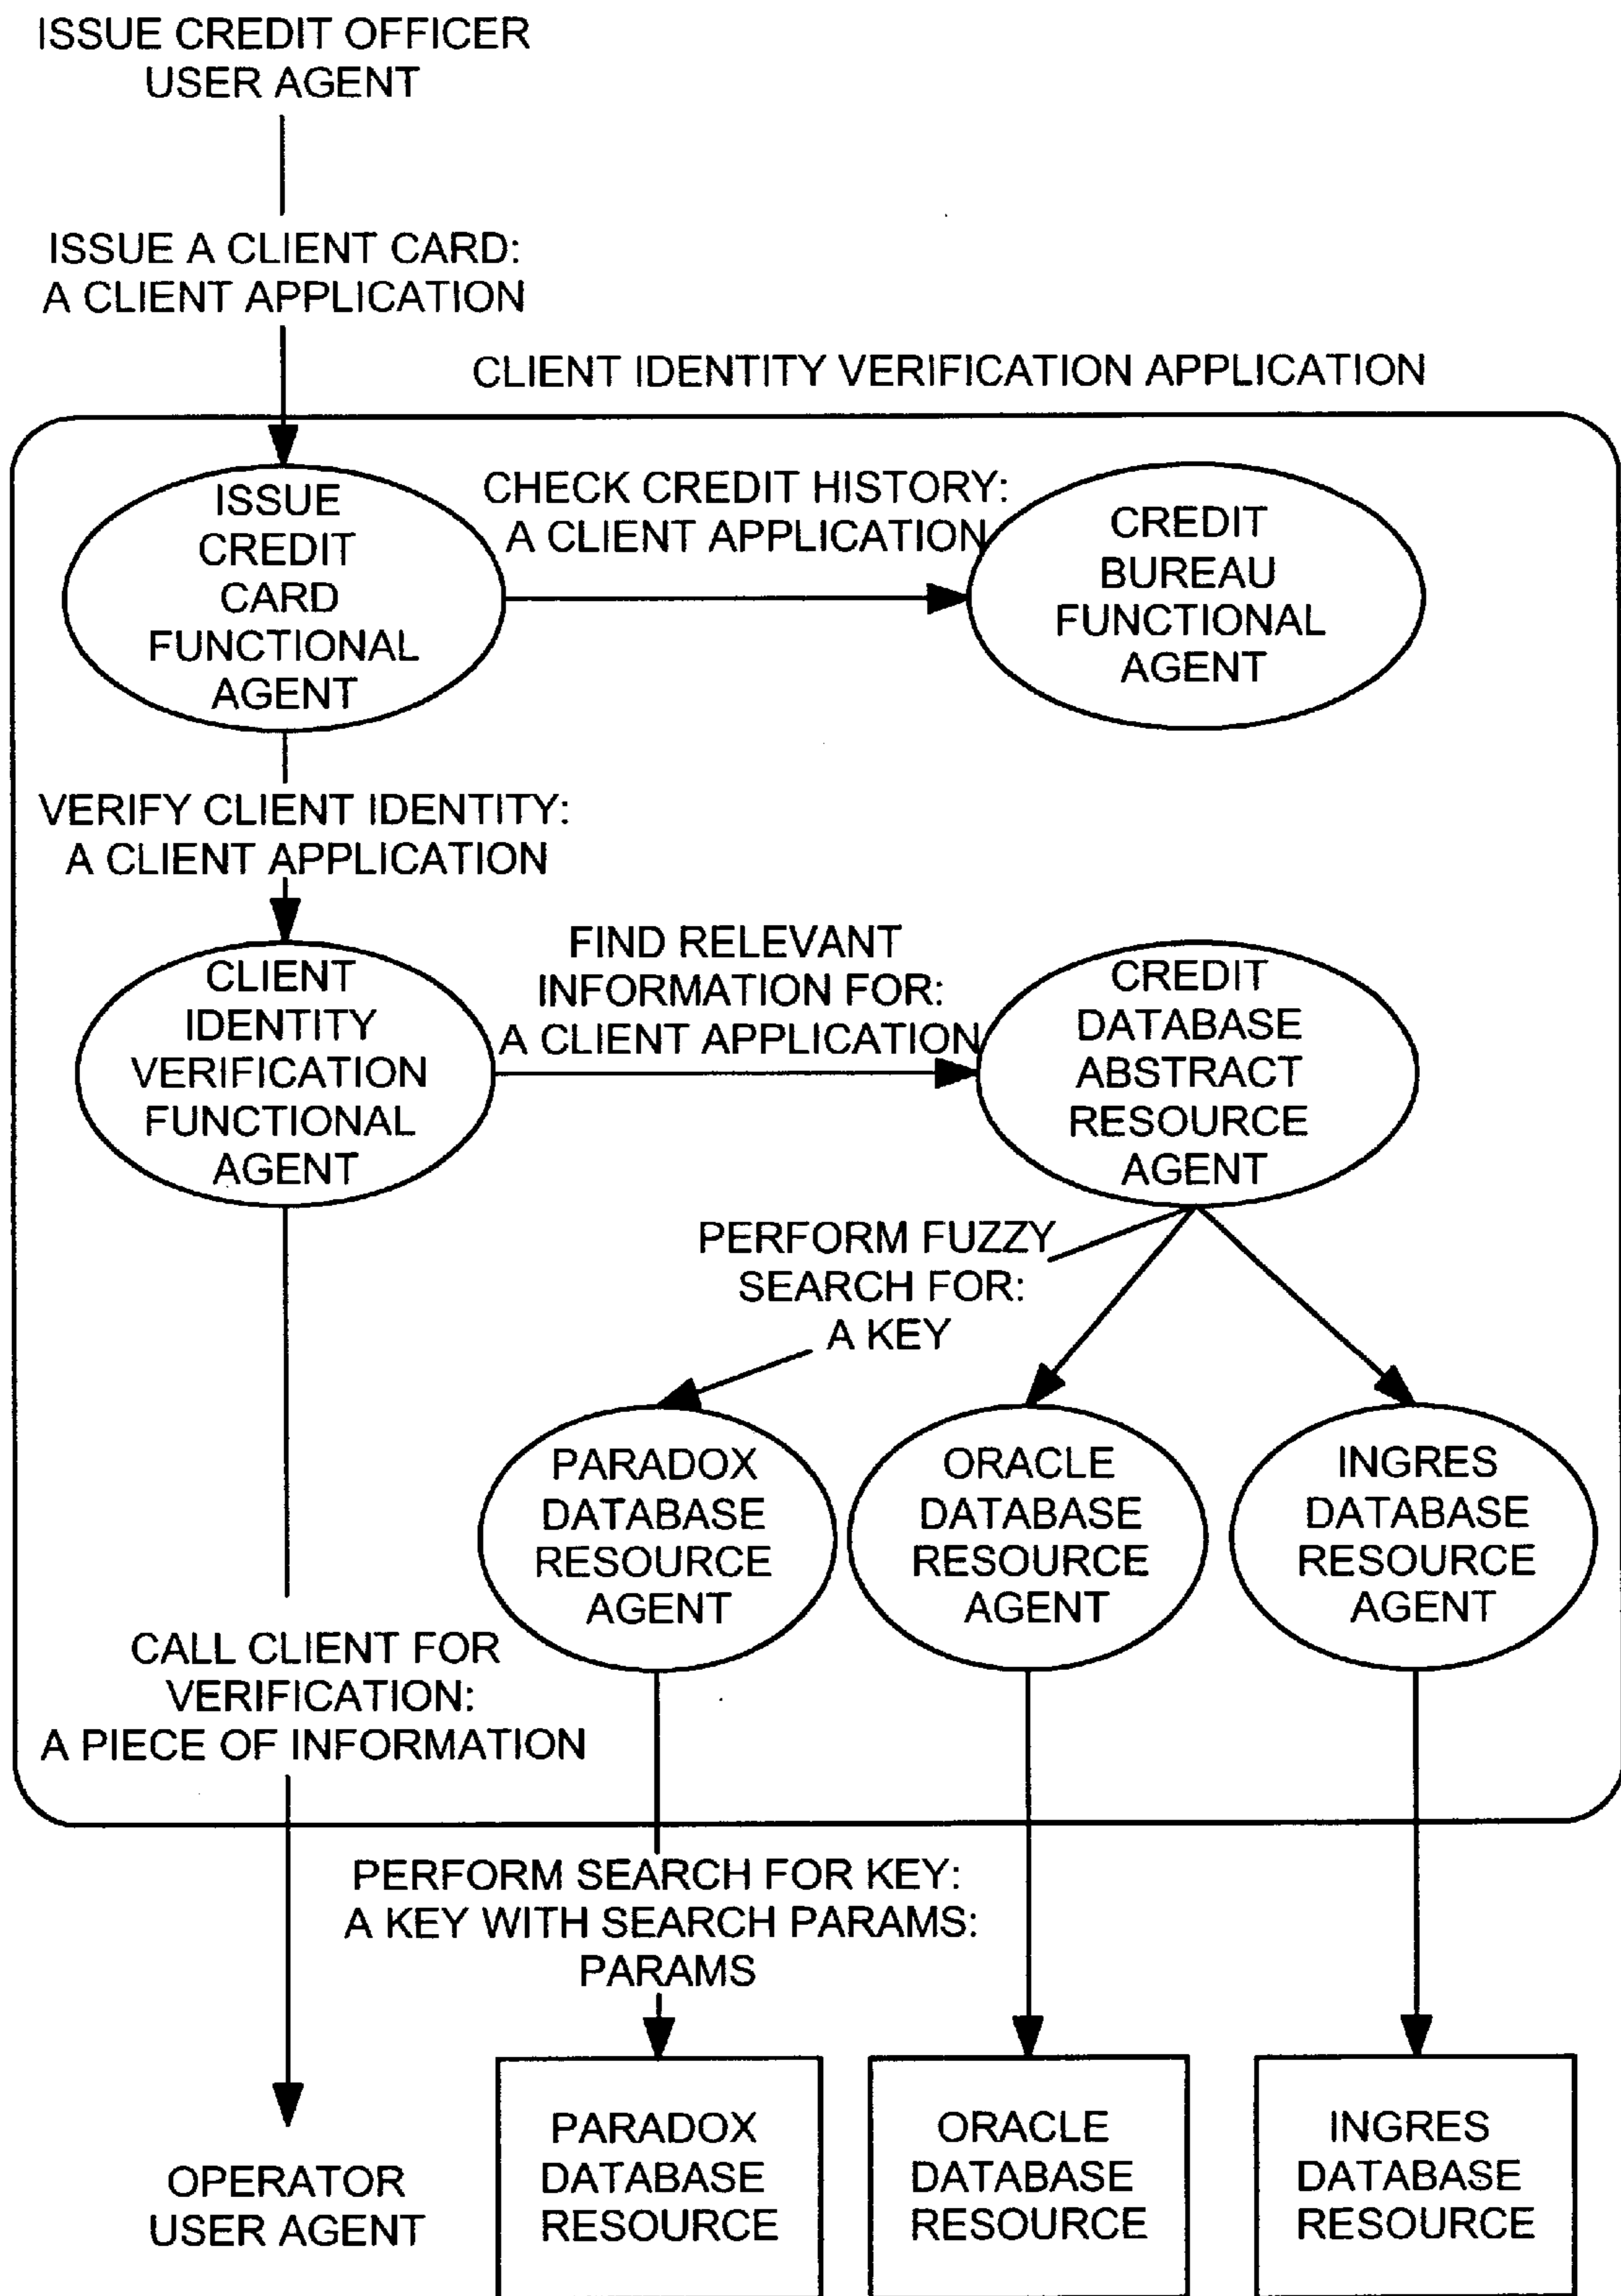 ISSUE CREDIT OFFICER
USER AGENT
ISSUE A CLIENT CARD:
A CLIENT APPLICATION
CLIENT IDENTITY VERIFICATION APPLICATION
ISSUE
CREDIT
CARD
FUNCTIONAL
AGENT
CHECK CREDIT HISTORY:
A CLIENT APPLICATION
CREDIT
BUREAU
FUNCTIONAL
AGENT
VERIFY CLIENT IDENTITY:
A CLIENT APPLICATION
CLIENT
IDENTITY
VERIFICATION
FUNCTIONAL
AGENT
FIND RELEVANT
INFORMATION FOR:
A CLIENT APPLICATION
CREDIT
DATABASE
ABSTRACT
RESOURCE
AGENT
PERFORM FUZZY
SEARCH FOR:
A KEY
PARADOX
DATABASE
RESOURCE
AGENT
ORACLE
DATABASE
RESOURCE
AGENT
INGRES
DATABASE
RESOURCE
AGENT
CALL CLIENT FOR
VERIFICATION:
A PIECE OF INFORMATION
PERFORM SEARCH FOR KEY:
A KEY WITH SEARCH PARAMS:
PARAMS
OPERATOR
USER AGENT
PARADOX
DATABASE
RESOURCE
ORACLE
DATABASE
RESOURCE
INGRES
DATABASE
RESOURCE